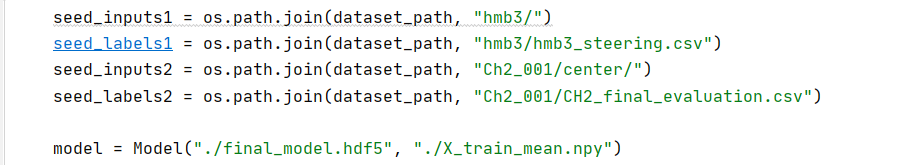 seed_inputs1 = os.path.join(dataset_path, "hmb3/")
seed_labels1 = os.path.join(dataset_path, "hmb3/hmb3_steering.csv")
seed_inputs2 = os.path.join(dataset_path, "Ch2_001/center/")
seed_labels2 = os.path.join(dataset_path, "Ch2_001/CH2_final_evaluation.csv")
model = Model("./final_model.hdf5", "./X_train_mean.npy")